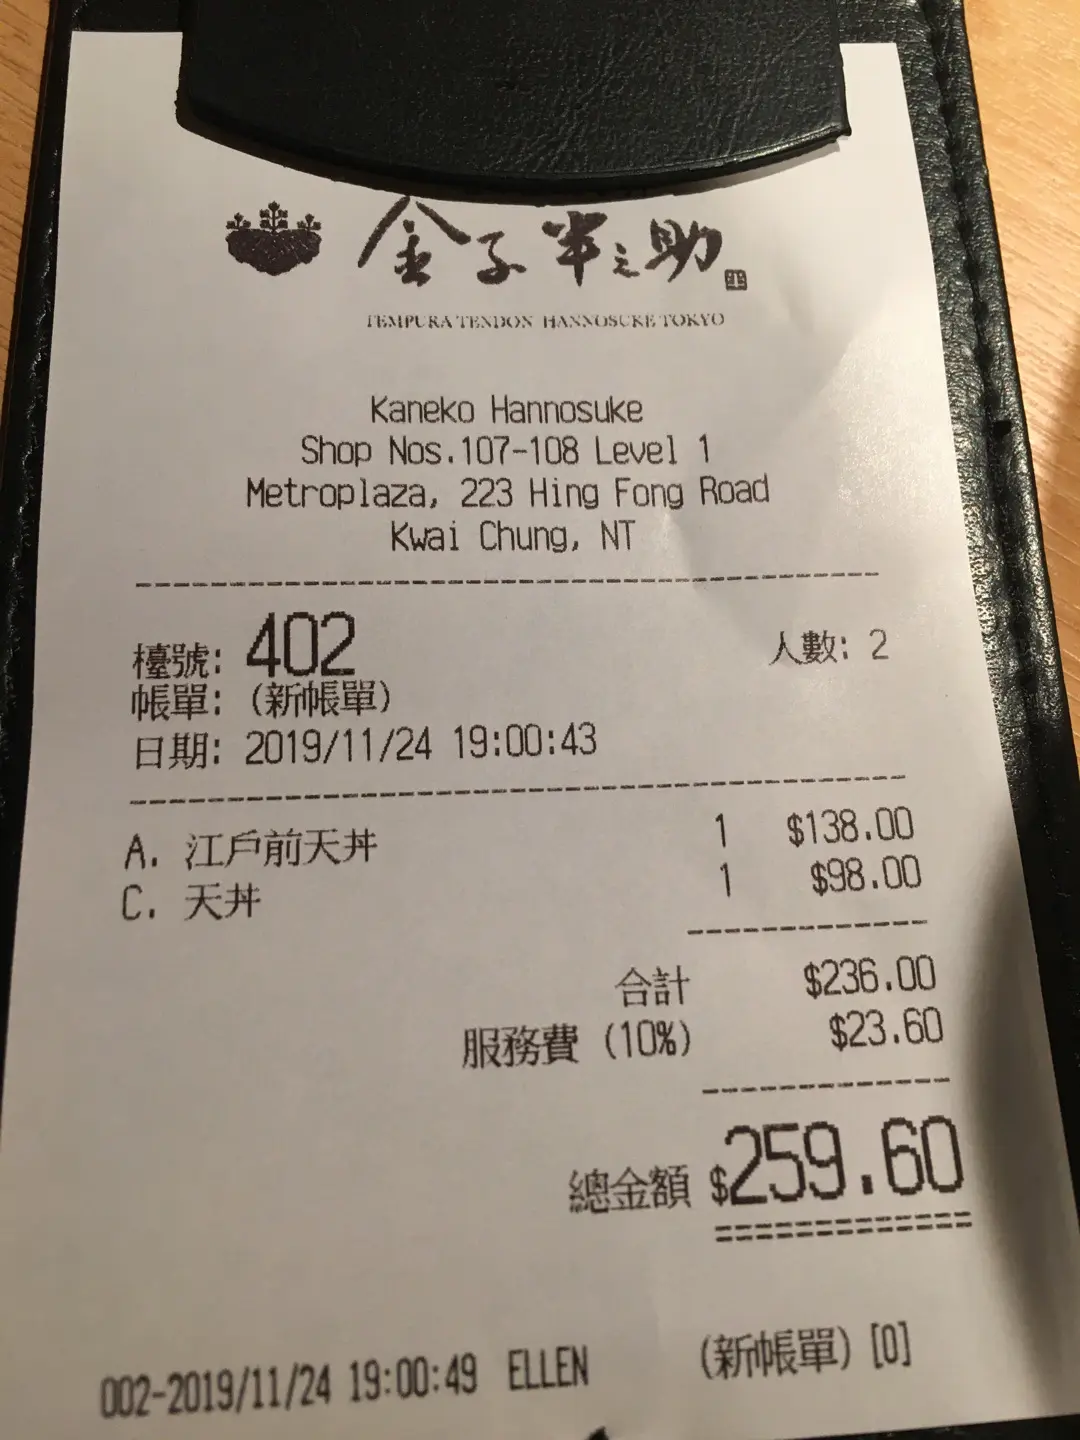 金子半之助
半
TEMPURA TENDON HANNOSUKE TOKYO
Kaneko Hannosuke
Shop Nos.107-108 Level 1
Metroplaza, 223 Hing Fong Road
Kwai Chung, NT
檯號: 402 人數: 2
帳單: (新帳單)
日期: 2019/11/24 19:00:43
A. 江戶前天丼 1 $138.00
C. 天丼 1 $98.00
合計 $236.00
服務費 (10%) $23.60
總金額 $259.60
002-2019/11/24 19:00:49 ELLEN (新帳單) [0]